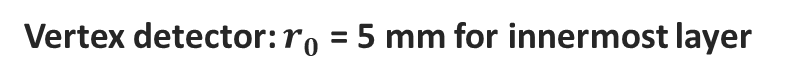 Vertex detector: r₀ = 5 mm for innermost layer